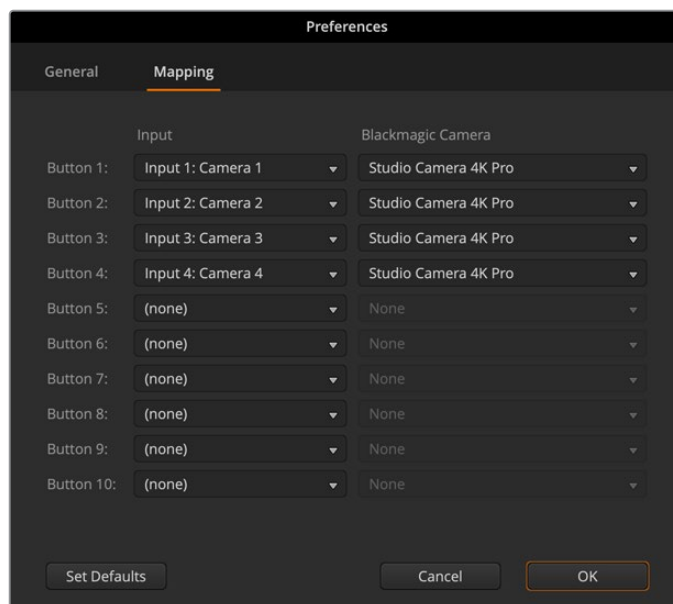 Preferences
General Mapping
Input Blackmagic Camera
Button 1: Input 1: Camera 1 Studio Camera 4K Pro
Button 2: Input 2: Camera 2 Studio Camera 4K Pro
Button 3: Input 3: Camera 3 Studio Camera 4K Pro
Button 4: Input 4: Camera 4 Studio Camera 4K Pro
Button 5: (none) None
Button 6: (none) None
Button 7: (none) None
Button 8: (none) None
Button 9: (none) None
Button 10: (none) None
Set Defaults Cancel OK